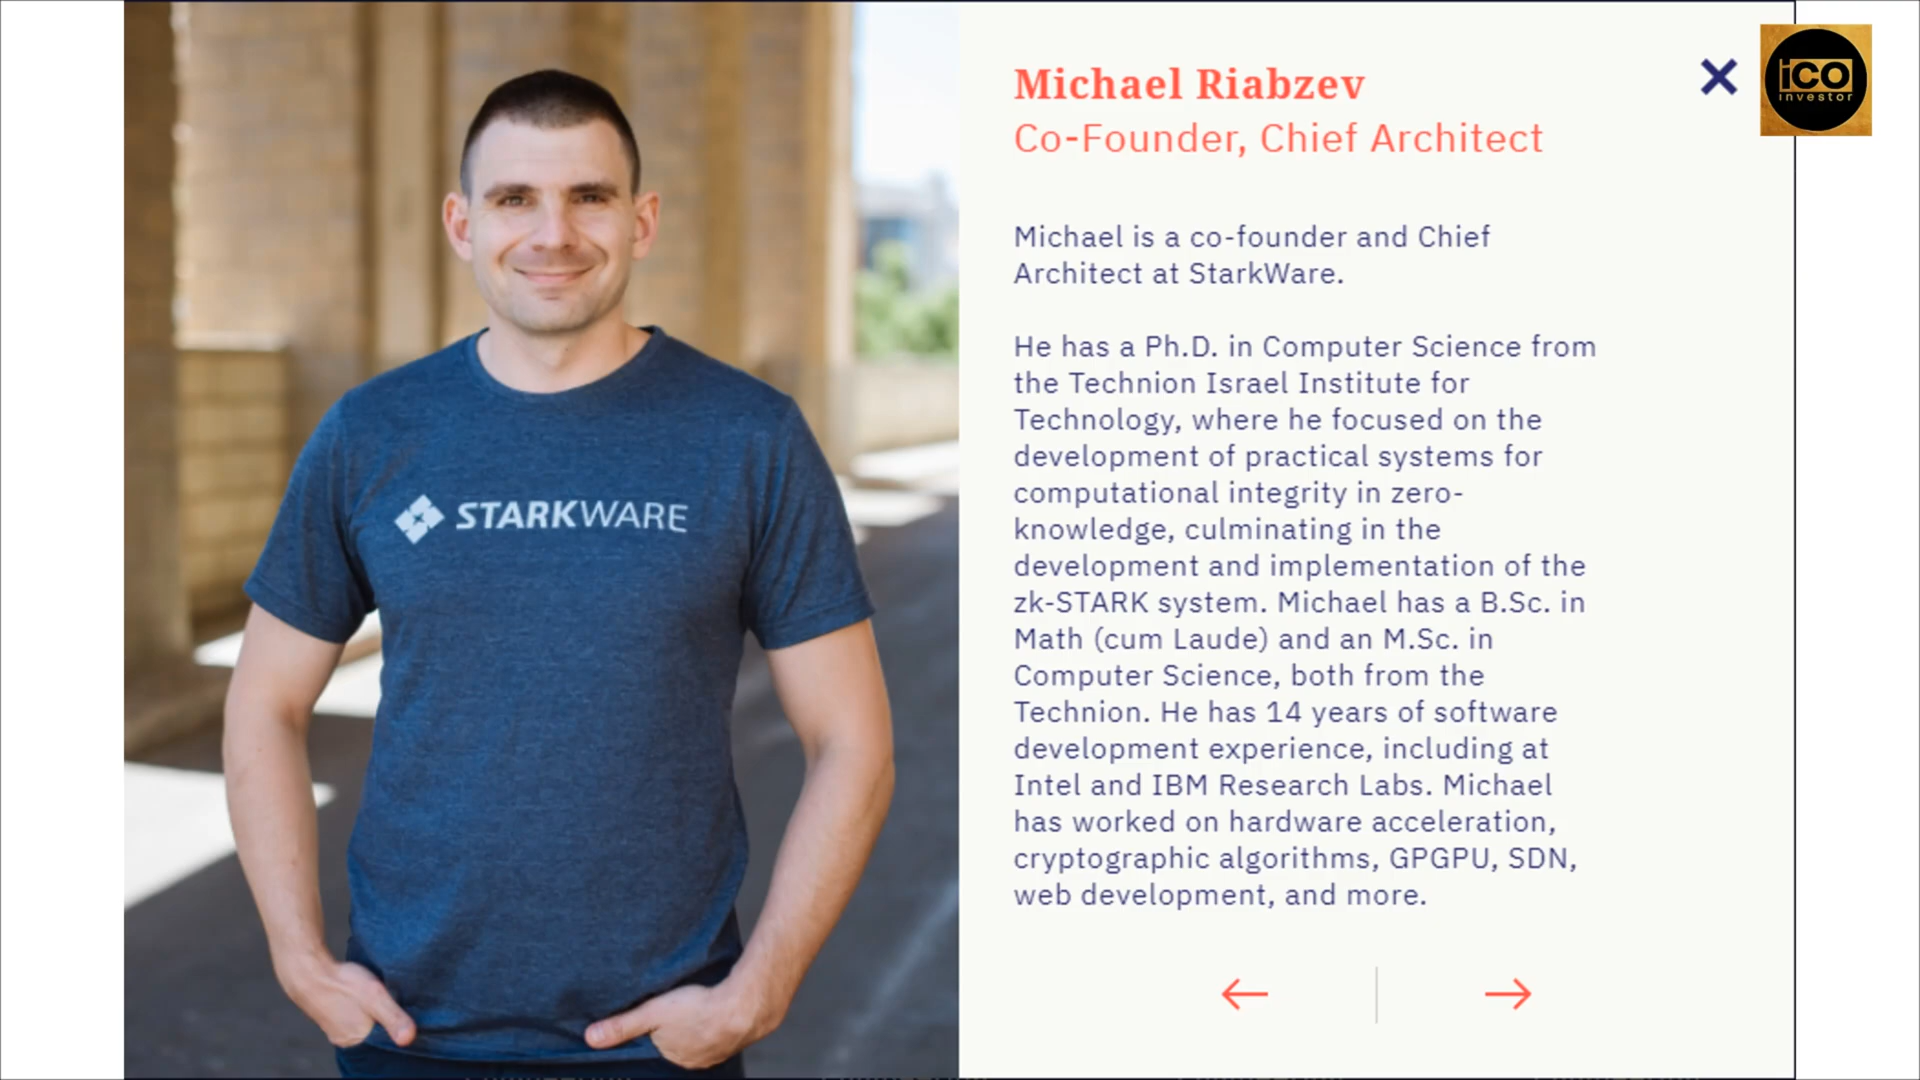 Michael Riabzev
Co-Founder, Chief Architect
iCO
investor
Michael is a co-founder and Chief
Architect at StarkWare.
He has a Ph.D. in Computer Science from
the Technion Israel Institute for
Technology, where he focused on the
development of practical systems for
computational integrity in zero-
knowledge, culminating in the
development and implementation of the
zk-STARK system. Michael has a B.Sc. in
Math (cum Laude) and an M.Sc. in
Computer Science, both from the
Technion. He has 14 years of software
development experience, including at
Intel and IBM Research Labs. Michael
has worked on hardware acceleration,
cryptographic algorithms, GPGPU, SDN,
web development, and more.
STARKWARE